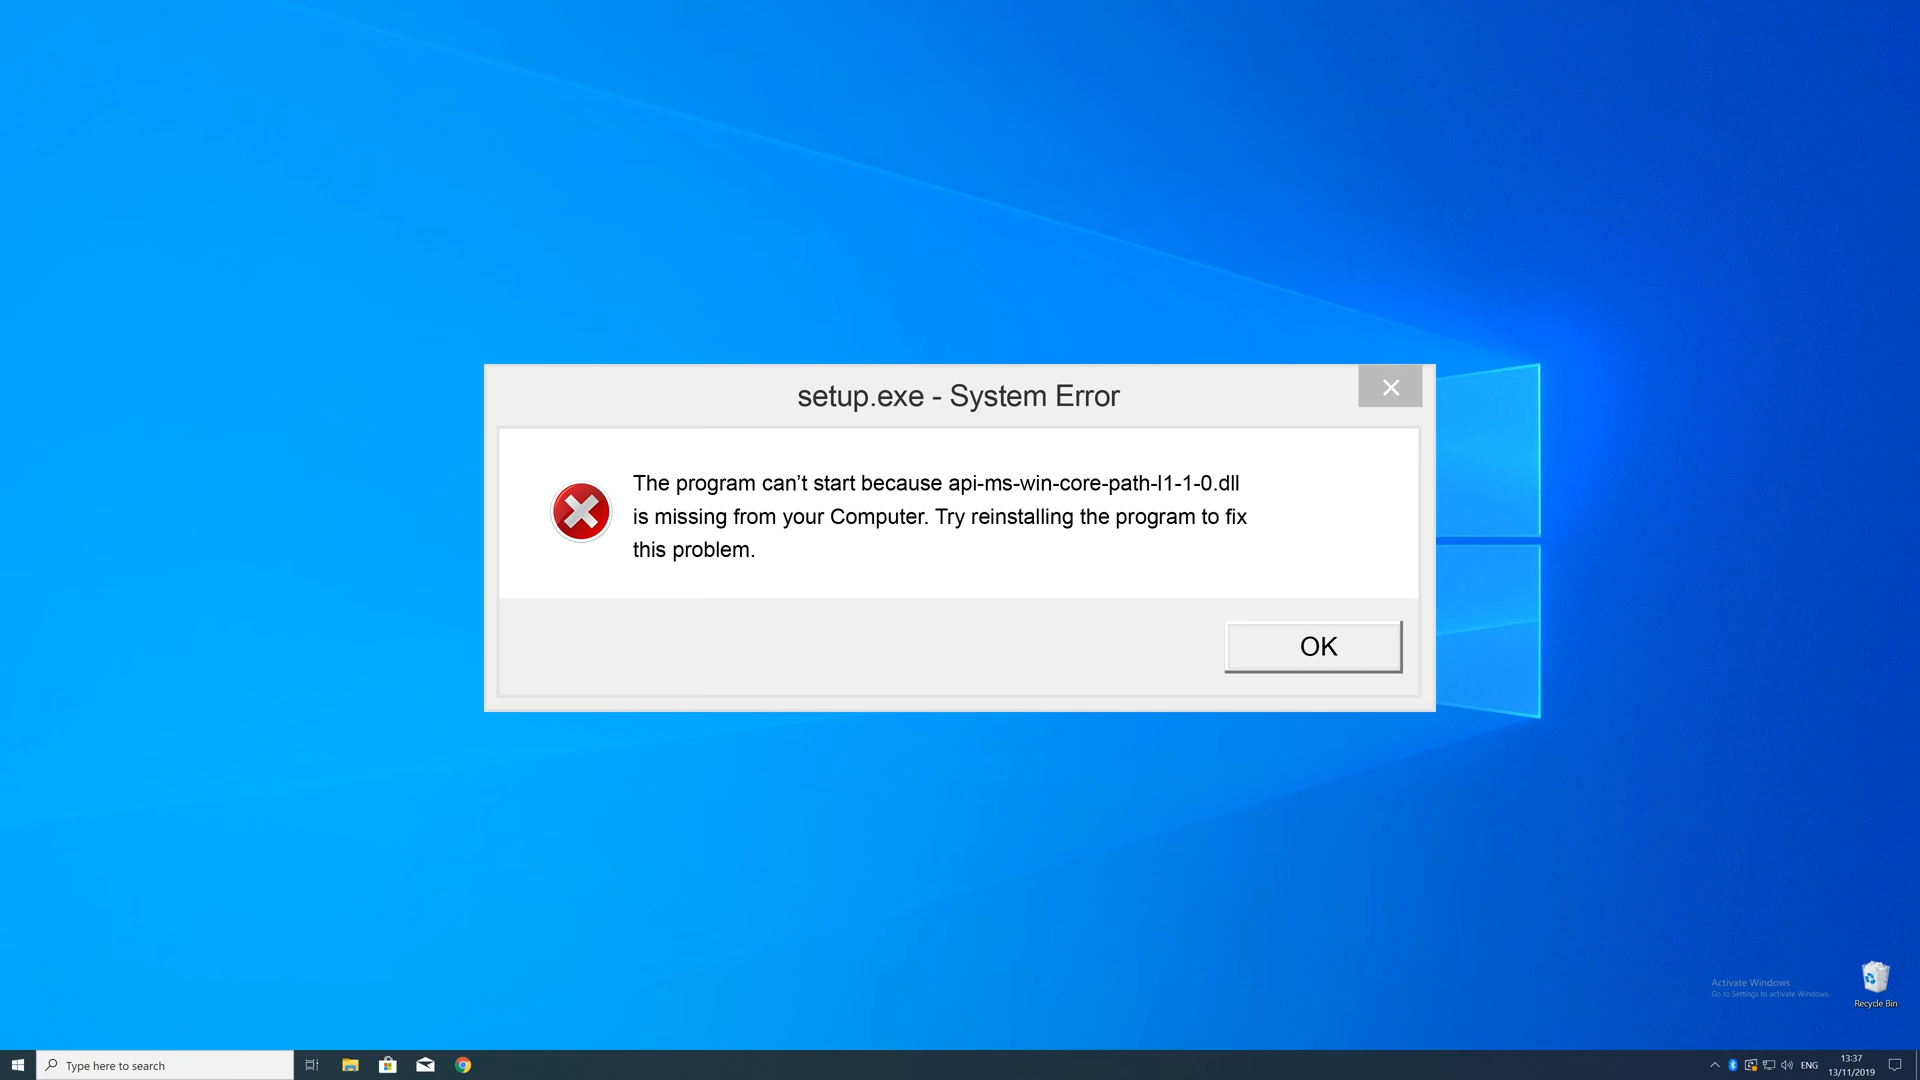 setup.exe - System Error
The program can’t start because api-ms-win-core-path-l1-1-0.dll
is missing from your Computer. Try reinstalling the program to fix
this problem.
OK
Activate Windows
Go to Settings to activate Windows.
Recycle Bin
Type here to search
ENG
13:37
13/11/2019